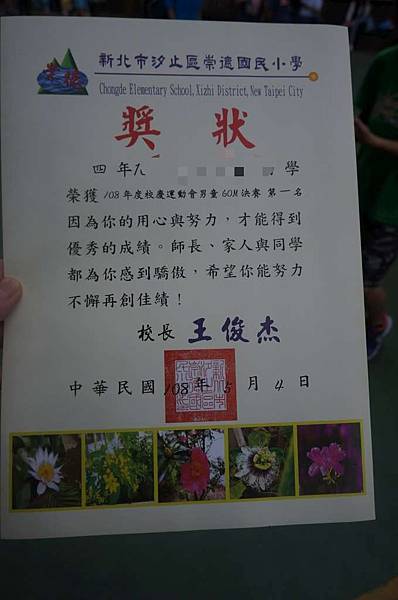 崇德
新北市汐止區崇德國民小學
Chongde Elementary School, Xizhi District, New Taipei City
獎狀
四年 學
榮獲 108年度校慶運動會男童60M決賽 第一名
因為你的用心與努力，才能得到
優秀的成績。師長、家人與同學
都為你感到驕傲，希望你能努力
不懈再創佳績！
校長 王俊杰
中華民國108年5月4日